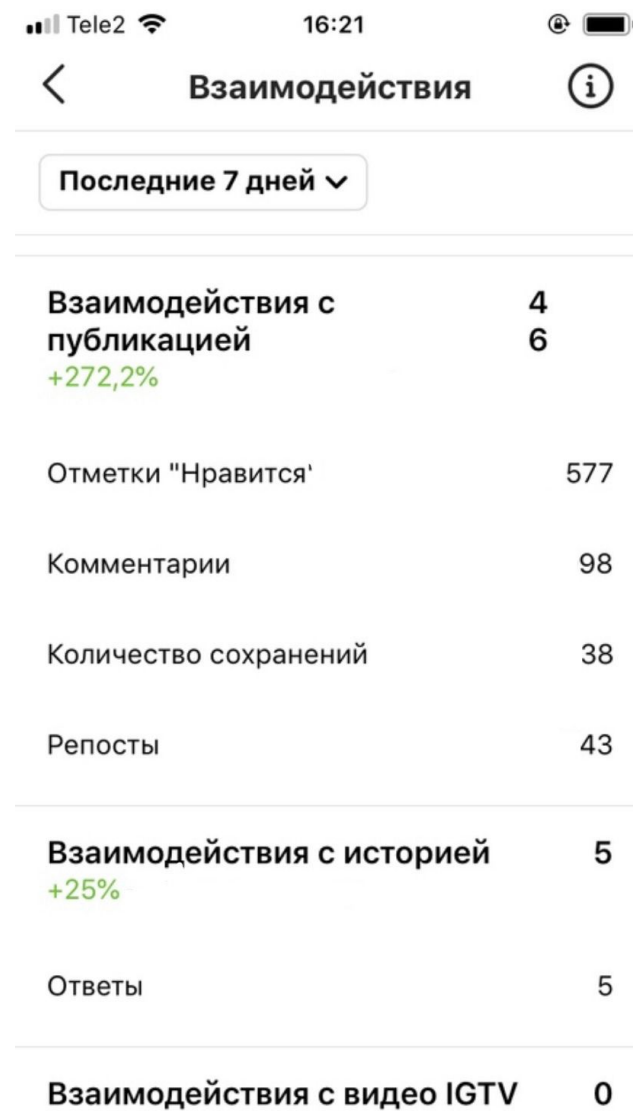 Tele2 16:21
Взаимодействия
Последние 7 дней
Взаимодействия с 4
публикацией 6
+272,2%
Отметки "Нравится' 577
Комментарии 98
Количество сохранений 38
Репосты 43
Взаимодействия с историей 5
+25%
Ответы 5
Взаимодействия с видео IGTV 0